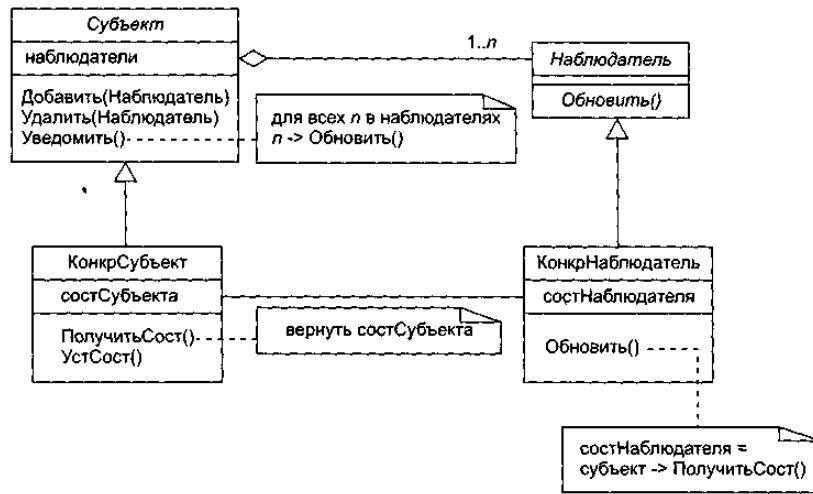 Субъект
наблюдатели
Добавить(Наблюдатель)
Удалить(Наблюдатель)
Уведомить()
для всех n в наблюдателях
n -> Обновить()
1..n
Наблюдатель
Обновить()
КонкрСубъект
состСубъекта
ПолучитьСост()
УстСост()
вернуть состСубъекта
КонкрНаблюдатель
состНаблюдателя
Обновить()
состНаблюдателя =
субъект -> ПолучитьСост()